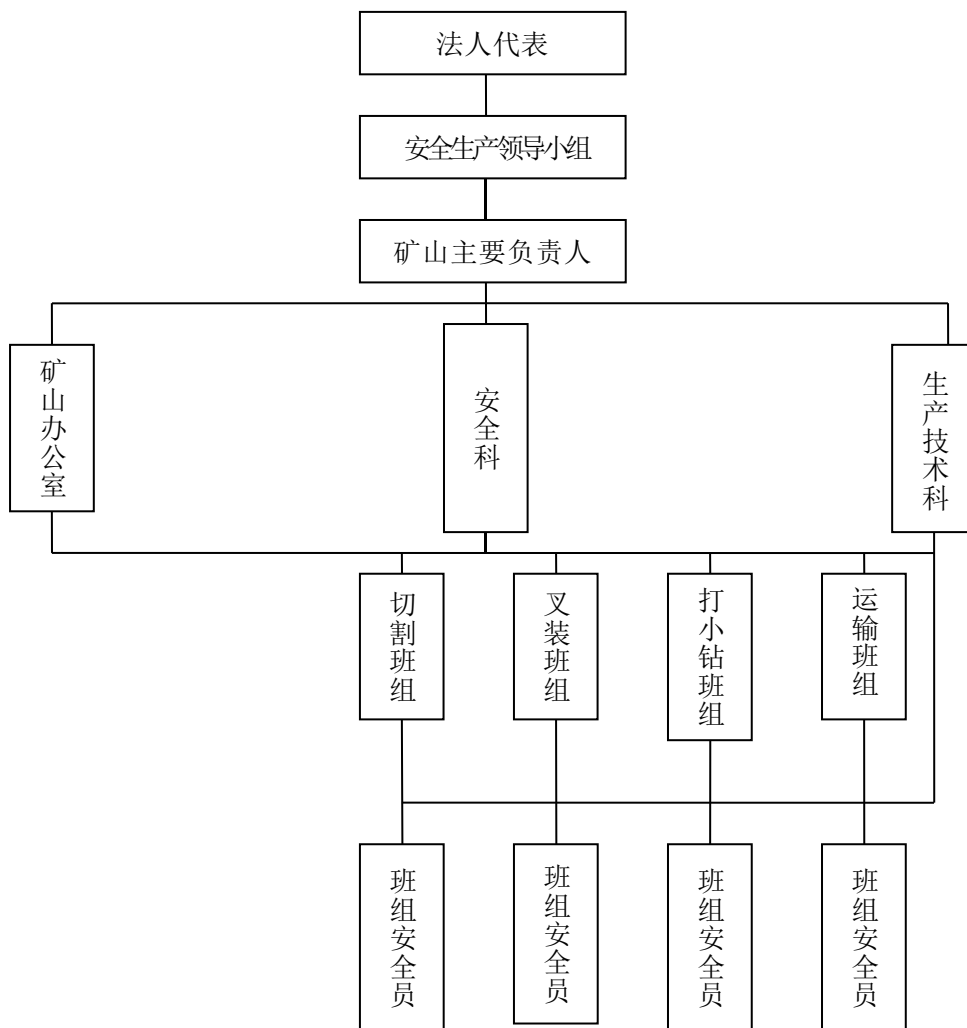 法人代表
安全生产领导小组
矿山主要负责人
矿山办公室
安全科
生产技术科
切割班组
叉装班组
打小钻班组
运输班组
班组安全员
班组安全员
班组安全员
班组安全员